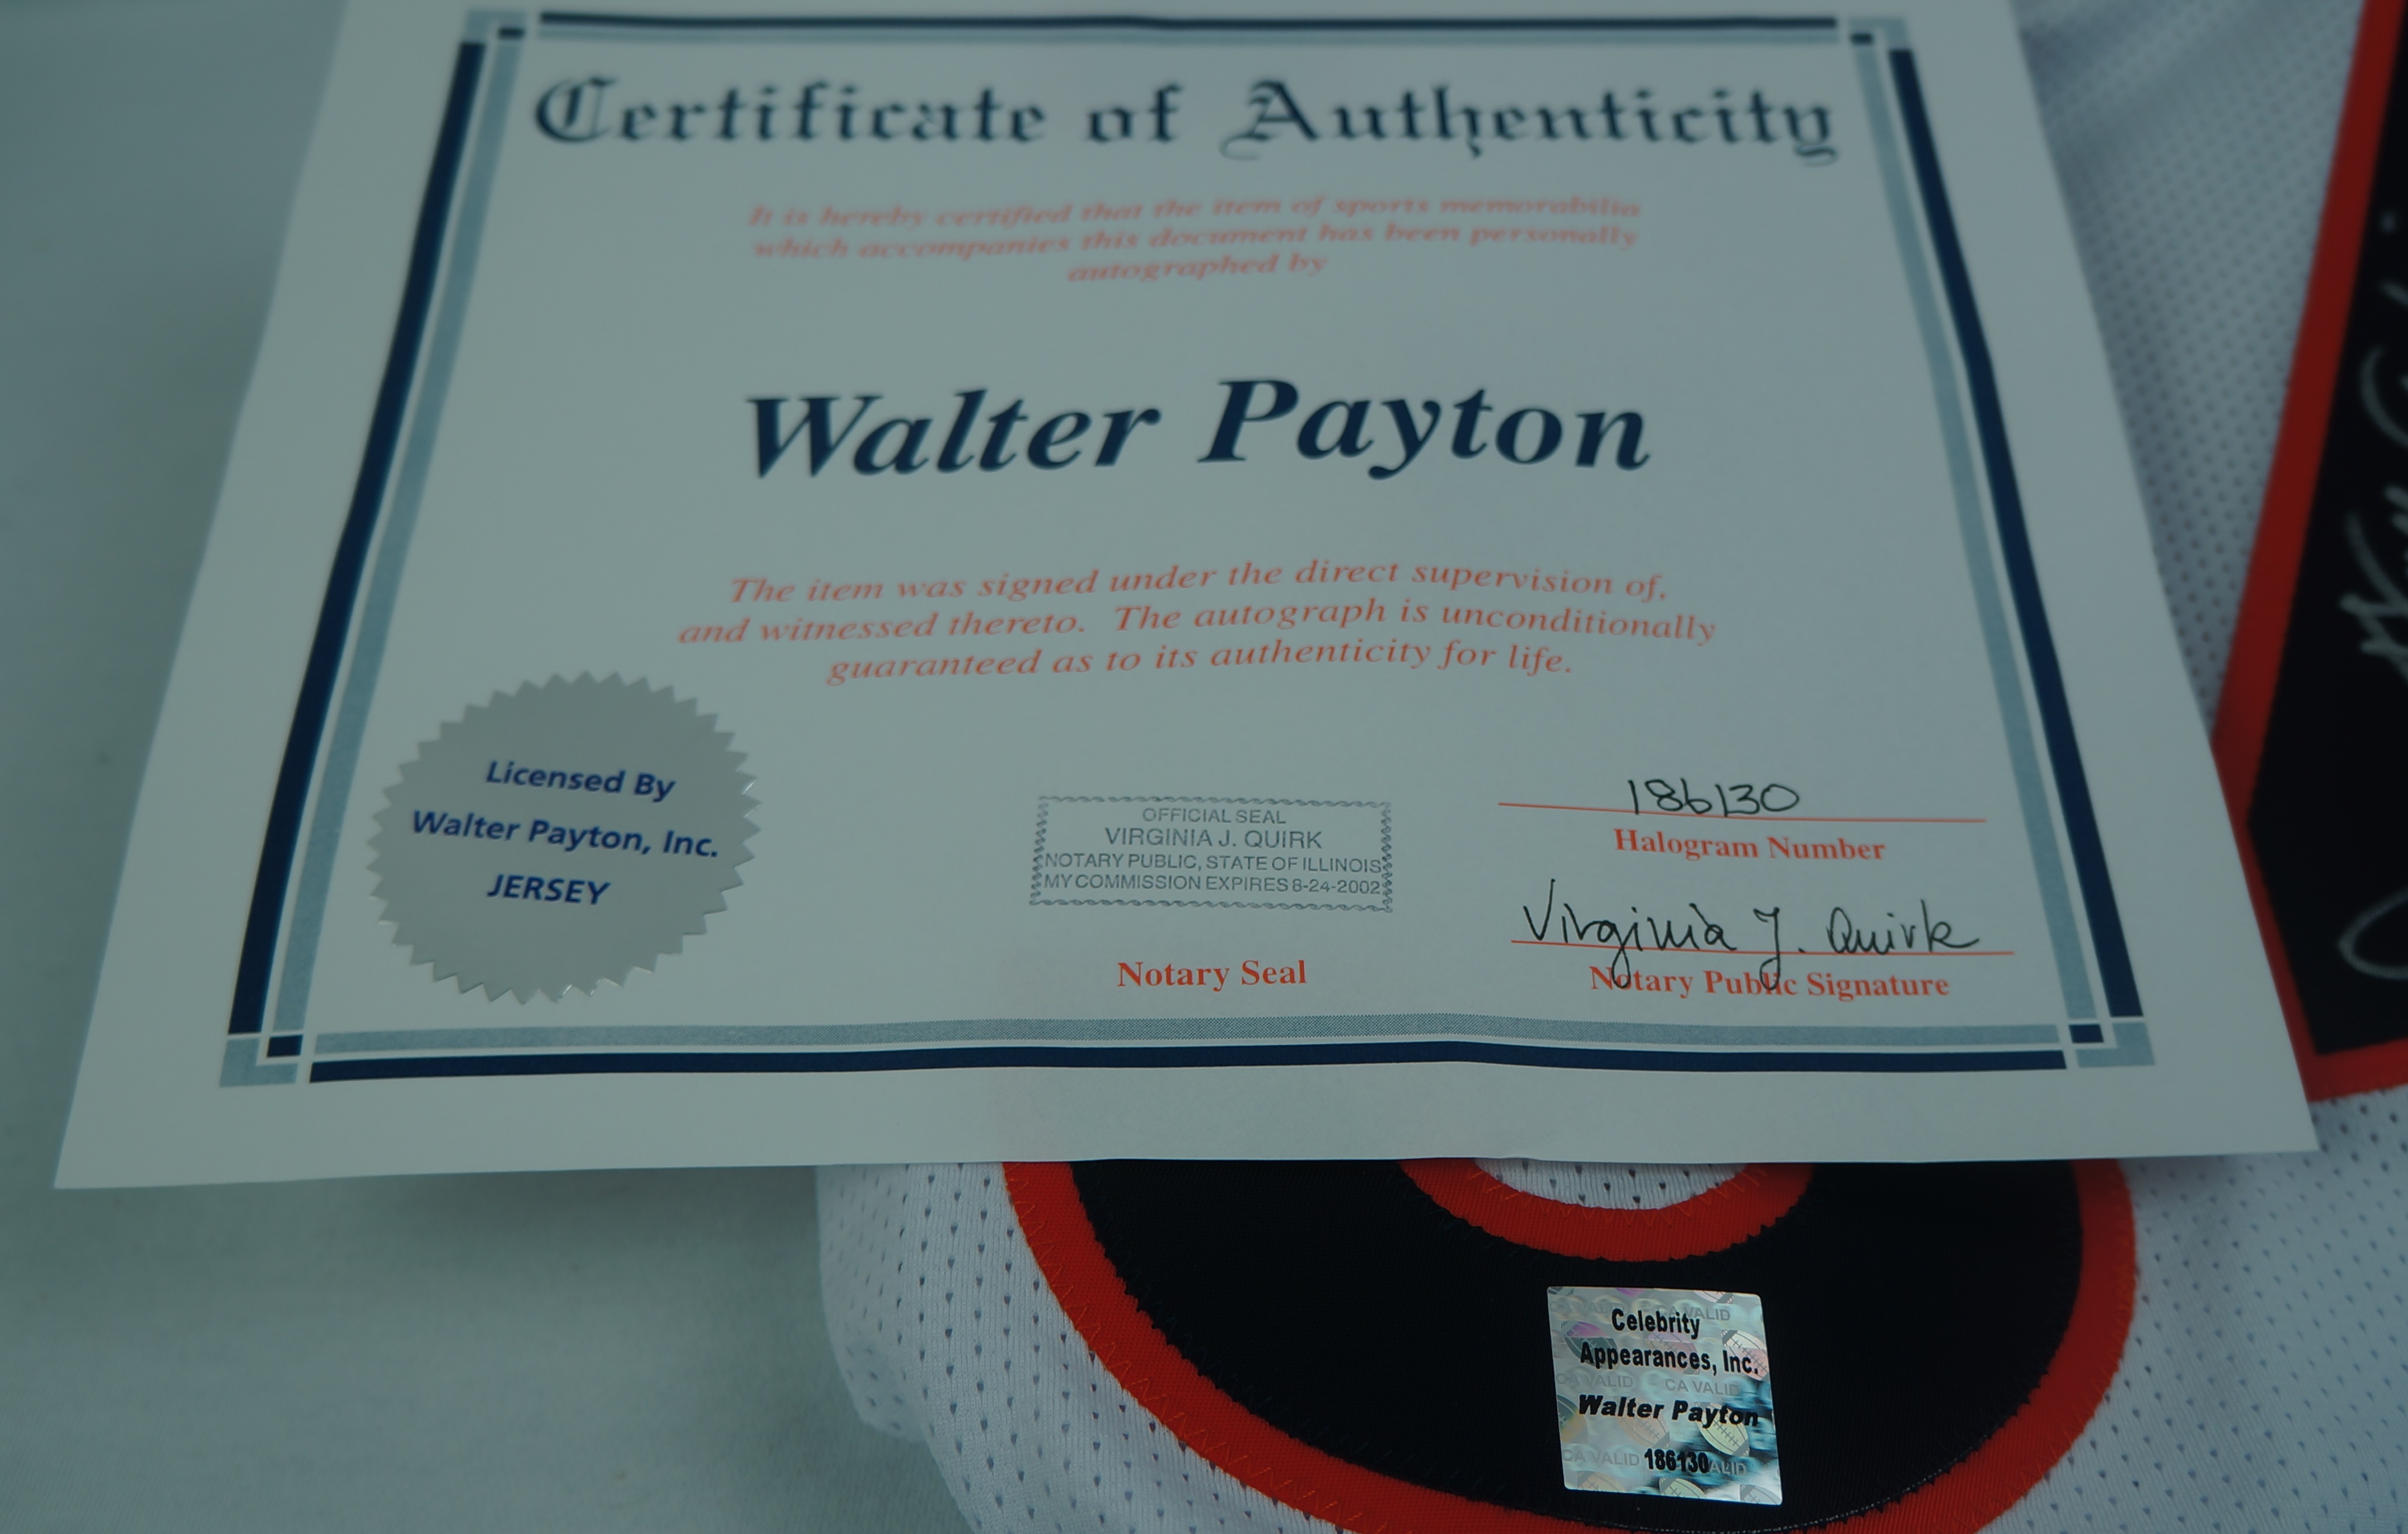 Certificate of Authenticity
It is hereby certified that the item of sports memorabilia
which accompanies this document has been personally
autographed by
Walter Payton
The item was signed under the direct supervision of,
and witnessed thereto. The autograph is unconditionally
guaranteed as to its authenticity for life.
Licensed By
Walter Payton, Inc.
JERSEY
OFFICIAL SEAL
VIRGINIA J. QUIRK
NOTARY PUBLIC, STATE OF ILLINOIS
MY COMMISSION EXPIRES 8-24-2002
Notary Seal
186130
Halogram Number
Virginia J. Quirk
Notary Public Signature
Celebrity
Appearances, Inc.
CA VALID
Walter Payton
186130